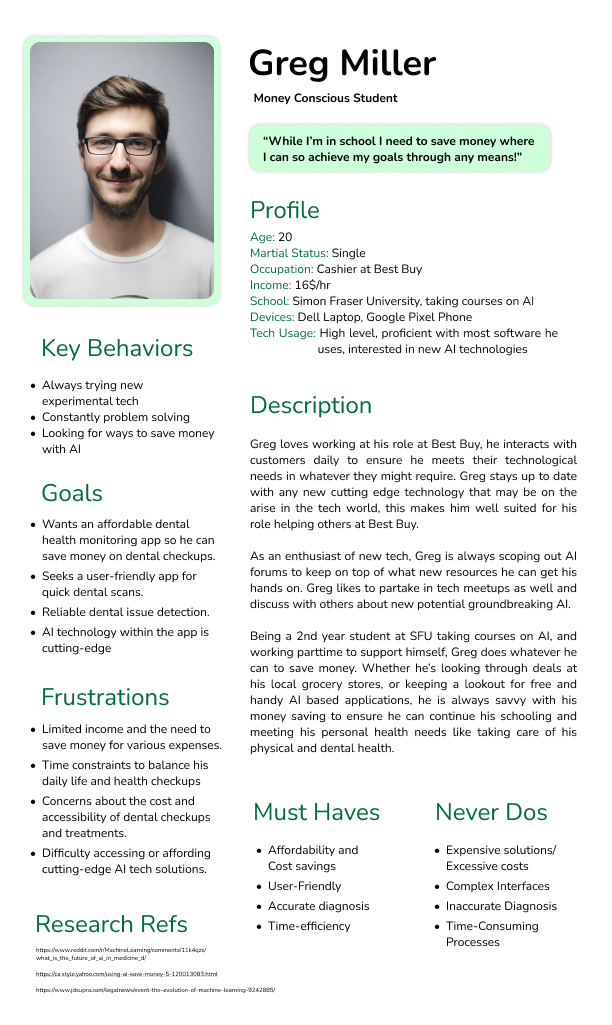 Greg Miller
Money Conscious Student
“While I’m in school I need to save money where
I can so achieve my goals through any means!”
Profile
Age: 20
Martial Status: Single
Occupation: Cashier at Best Buy
Income: 16$/hr
School: Simon Fraser University, taking courses on AI
Devices: Dell Laptop, Google Pixel Phone
Tech Usage: High level, proficient with most software he
uses, interested in new AI technologies
Key Behaviors
• Always trying new
experimental tech
• Constantly problem solving
• Looking for ways to save money
with AI
Goals
• Wants an affordable dental
health monitoring app so he can
save money on dental checkups.
• Seeks a user-friendly app for
quick dental scans.
• Reliable dental issue detection.
• AI technology within the app is
cutting-edge
Frustrations
• Limited income and the need to
save money for various expenses.
• Time constraints to balance his
daily life and health checkups
• Concerns about the cost and
accessibility of dental checkups
and treatments.
• Difficulty accessing or affording
cutting-edge AI tech solutions.
Research Refs
https://www.reddit.com/r/MachineLearning/comments/11k4qzs/
what_is_the_future_of_ai_in_medicine_d/
https://ca.style.yahoo.com/using-ai-save-money-5-120013083.html
https://www.jdsupra.com/legalnews/event-the-evolution-of-machine-learning-9242885/
Description
Greg loves working at his role at Best Buy, he interacts with
customers daily to ensure he meets their technological
needs in whatever they might require. Greg stays up to date
with any new cutting edge technology that may be on the
arise in the tech world, this makes him well suited for his
role helping others at Best Buy.
As an enthusiast of new tech, Greg is always scoping out AI
forums to keep on top of what new resources he can get his
hands on. Greg likes to partake in tech meetups as well and
discuss with others about new potential groundbreaking AI.
Being a 2nd year student at SFU taking courses on AI, and
working parttime to support himself, Greg does whatever he
can to save money. Whether he’s looking through deals at
his local grocery stores, or keeping a lookout for free and
handy AI based applications, he is always savvy with his
money saving to ensure he can continue his schooling and
meeting his personal health needs like taking care of his
physical and dental health.
Must Haves
• Affordability and
Cost savings
• User-Friendly
• Accurate diagnosis
• Time-efficiency
Never Dos
• Expensive solutions/
Excessive costs
• Complex Interfaces
• Inaccurate Diagnosis
• Time-Consuming
Processes